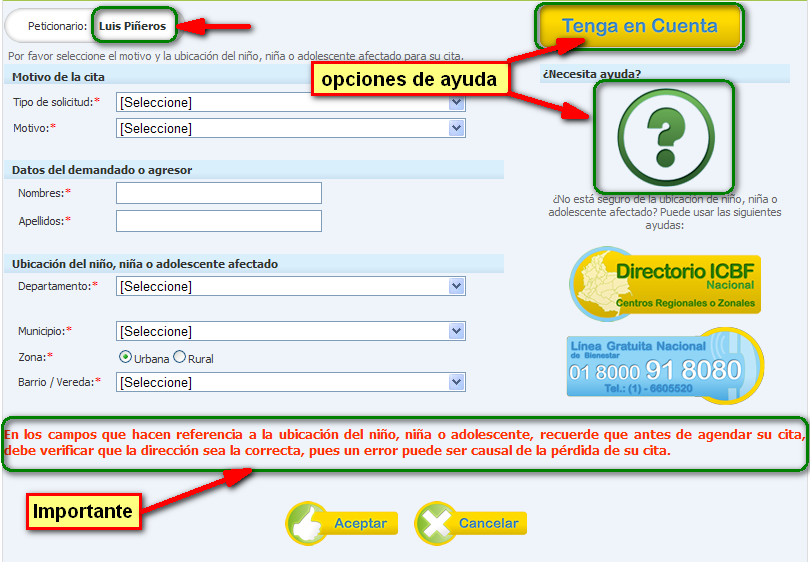 Peticionario: Luis Piñeros
Tenga en Cuenta
Por favor seleccione el motivo y la ubicación del niño, niña o adolescente afectado para su cita.
opciones de ayuda
Motivo de la cita
¿Necesita ayuda?
Tipo de solicitud:* [Seleccione]
Motivo:* [Seleccione]
Datos del demandado o agresor
Nombres:*
Apellidos:*
?
¿No está seguro de la ubicación de niño, niña o
adolescente afectado? Puede usar las siguientes
ayudas:
Ubicación del niño, niña o adolescente afectado
Departamento:* [Seleccione]
Municipio:* [Seleccione]
Zona:* Urbana Rural
Barrio / Vereda:* [Seleccione]
Directorio ICBF
Nacional
Centros Regionales o Zonales
Línea Gratuita Nacional
de Bienestar
01 8000 91 8080
Tel.: (1) - 6605520
En los campos que hacen referencia a la ubicación del niño, niña o adolescente, recuerde que antes de agendar su cita,
debe verificar que la dirección sea la correcta, pues un error puede ser causal de la pérdida de su cita.
Importante
Aceptar Cancelar